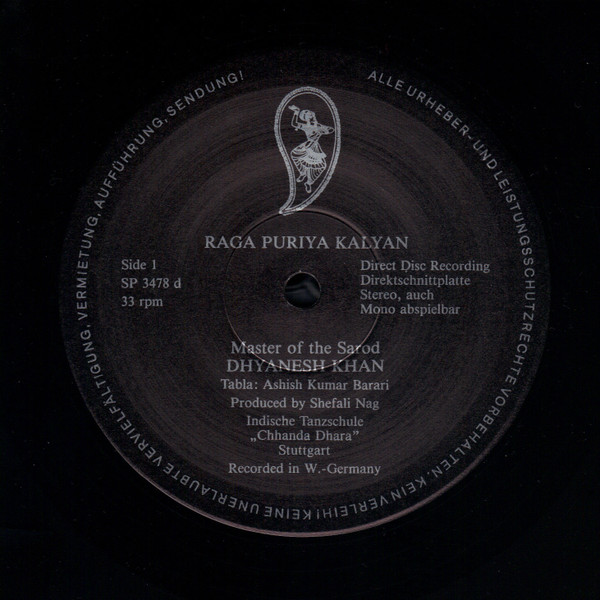 ALLE URHEBER- UND LEISTUNGSSCHUTZRECHTE VORBEHALTEN. KEIN VERLEIH! KEINE UNERLAUBTE VERVIELFÄLTIGUNG, VERMIETUNG, AUFFÜHRUNG, SENDUNG!
RAGA PURIYA KALYAN
Side 1
SP 3478 d
33 rpm
Direct Disc Recording
Direktschnittplatte
Stereo, auch
Mono abspielbar
Master of the Sarod
DHYANESH KHAN
Tabla: Ashish Kumar Barari
Produced by Shefali Nag
Indische Tanzschule
„Chhanda Dhara”
Stuttgart
Recorded in W.-Germany